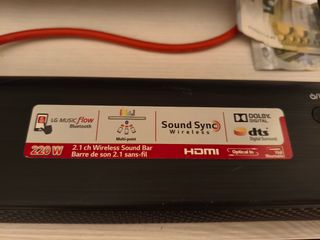 LG MUSIC flow
Bluetooth
Multi-point
Sound Sync
Wireless
DOLBY
DIGITAL
dts
Digital Surround
220 W
2.1 ch Wireless Sound Bar
Barre de son 2.1 sans-fil
HDMI
Optical in